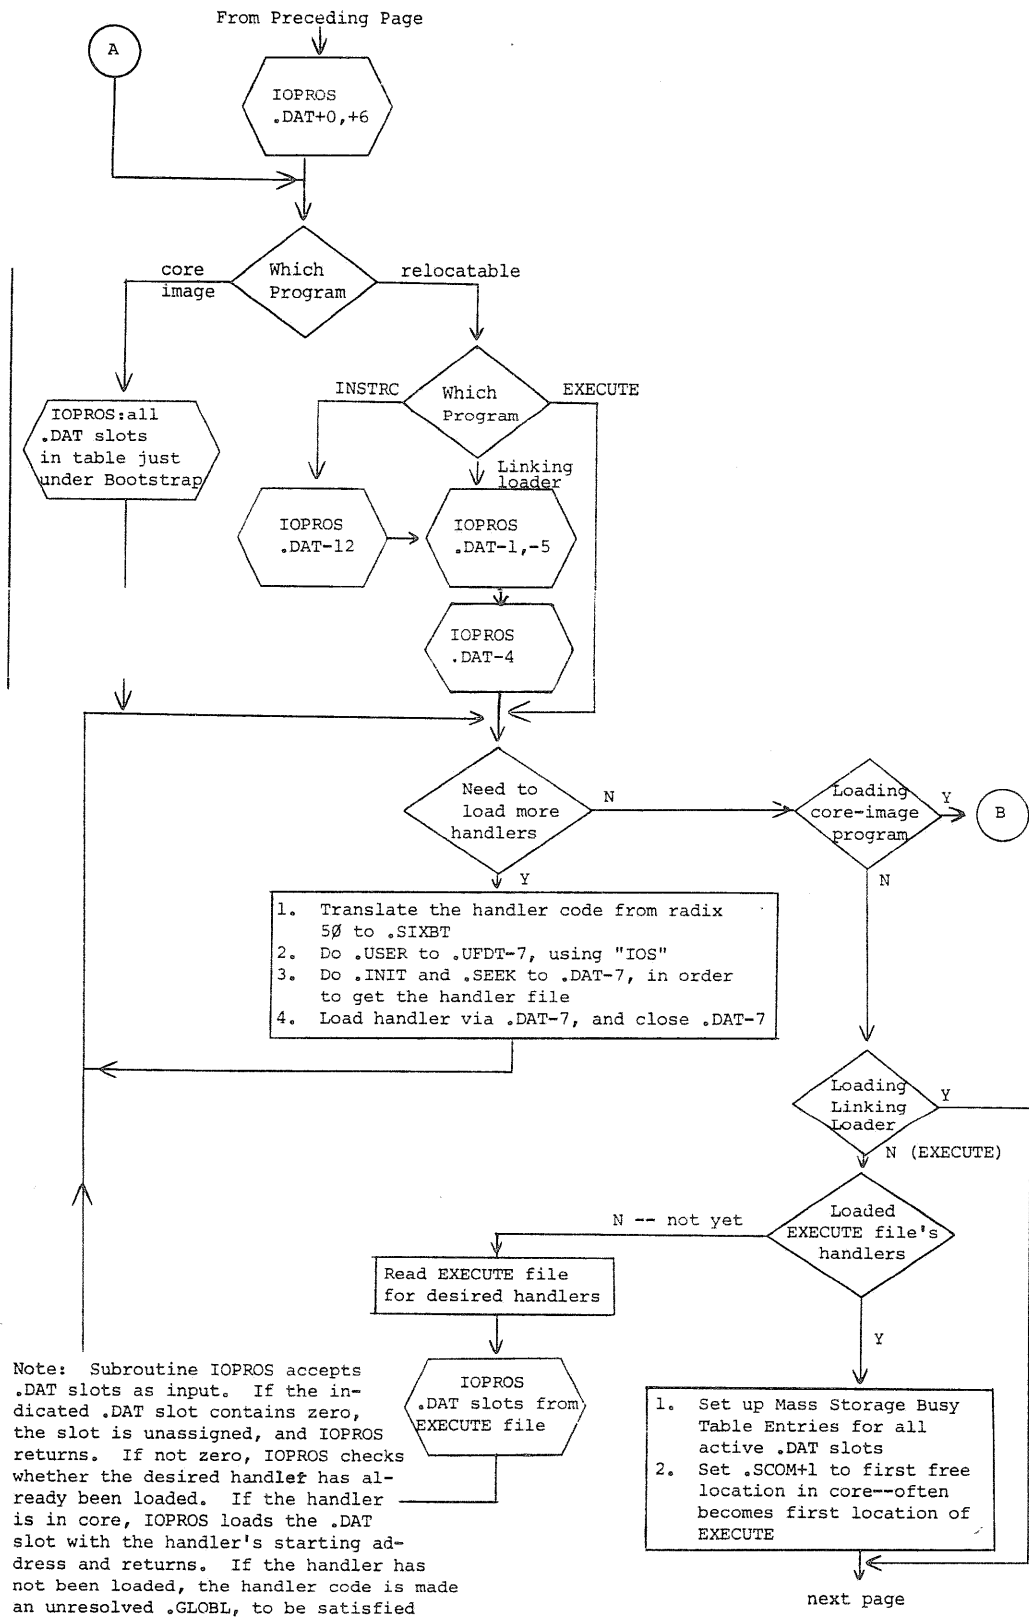 From Preceding Page
A
IOPROS
.DAT+0,+6
core
image
Which
Program
relocatable
INSTRC
Which
Program
EXECUTE
IOPROS:all
.DAT slots
in table just
under Bootstrap
Linking
loader
IOPROS
.DAT-12
IOPROS
.DAT-1,-5
IOPROS
.DAT-4
Need to
load more
handlers
N
Loading
core-image
program
Y
B
Y
N
1. Translate the handler code from radix
5Ø to .SIXBT
2. Do .USER to .UFDT-7, using "IOS"
3. Do .INIT and .SEEK to .DAT-7, in order
to get the handler file
4. Load handler via .DAT-7, and close .DAT-7
Loading
Linking
Loader
Y
N (EXECUTE)
Loaded
EXECUTE file's
handlers
N -- not yet
Read EXECUTE file
for desired handlers
Y
IOPROS
.DAT slots from
EXECUTE file
1. Set up Mass Storage Busy
Table Entries for all
active .DAT slots
2. Set .SCOM+1 to first free
location in core--often
becomes first location of
EXECUTE
next page
Note: Subroutine IOPROS accepts
.DAT slots as input. If the in-
dicated .DAT slot contains zero,
the slot is unassigned, and IOPROS
returns. If not zero, IOPROS checks
whether the desired handler has al-
ready been loaded. If the handler
is in core, IOPROS loads the .DAT
slot with the handler's starting ad-
dress and returns. If the handler has
not been loaded, the handler code is made
an unresolved .GLOBL, to be satisfied